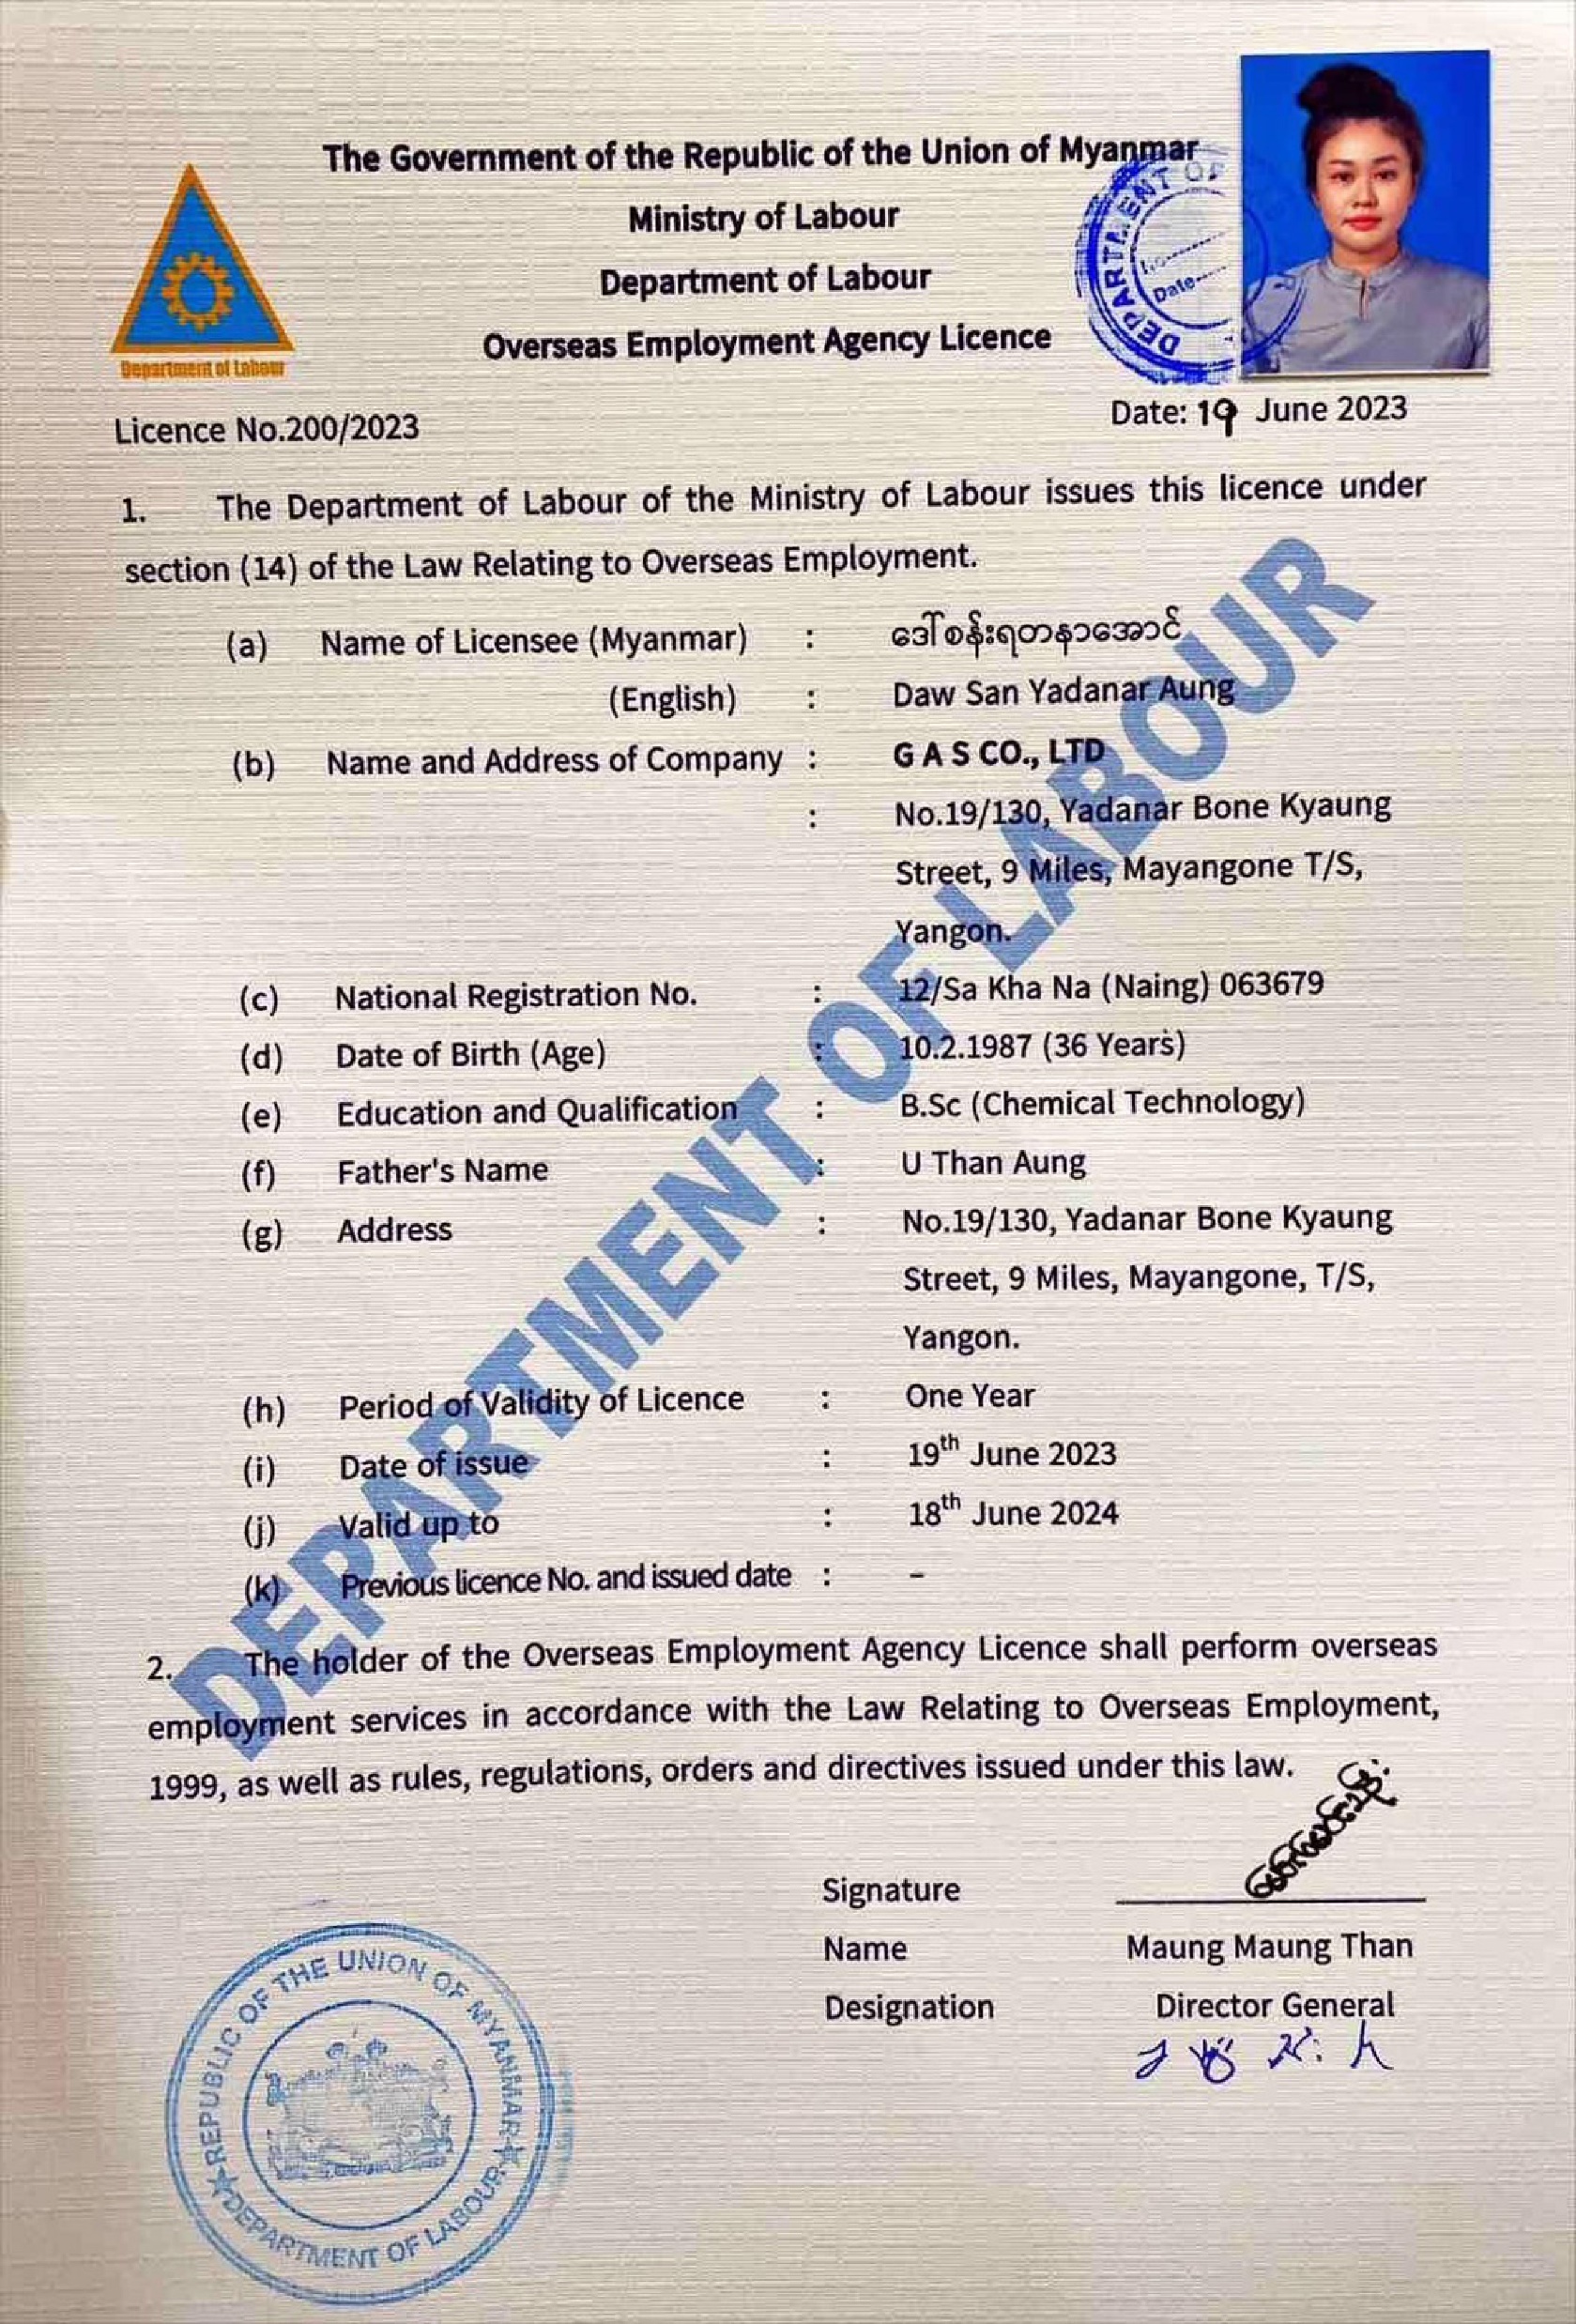 The Government of the Republic of the Union of Myanmar
Ministry of Labour
Department of Labour
Overseas Employment Agency Licence
Department of Labour
DEPARTMENT OF
No
Date
Licence No.200/2023
Date: 19 June 2023
1. The Department of Labour of the Ministry of Labour issues this licence under
section (14) of the Law Relating to Overseas Employment.
(a) Name of Licensee (Myanmar) : ဒေါ်စန်းရတနာအောင်
(English) : Daw San Yadanar Aung
(b) Name and Address of Company : G A S CO., LTD
: No.19/130, Yadanar Bone Kyaung
Street, 9 Miles, Mayangone T/S,
Yangon.
(c) National Registration No. : 12/Sa Kha Na (Naing) 063679
(d) Date of Birth (Age) : 10.2.1987 (36 Years)
(e) Education and Qualification : B.Sc (Chemical Technology)
(f) Father's Name : U Than Aung
(g) Address : No.19/130, Yadanar Bone Kyaung
Street, 9 Miles, Mayangone, T/S,
Yangon.
(h) Period of Validity of Licence : One Year
(i) Date of issue : 19th June 2023
(j) Valid up to : 18th June 2024
(k) Previous licence No. and issued date : -
DEPARTMENT OF LABOUR
2. The holder of the Overseas Employment Agency Licence shall perform overseas
employment services in accordance with the Law Relating to Overseas Employment,
1999, as well as rules, regulations, orders and directives issued under this law.
Signature
Name Maung Maung Than
Designation Director General
REPUBLIC OF THE UNION OF MYANMAR
DEPARTMENT OF LABOUR